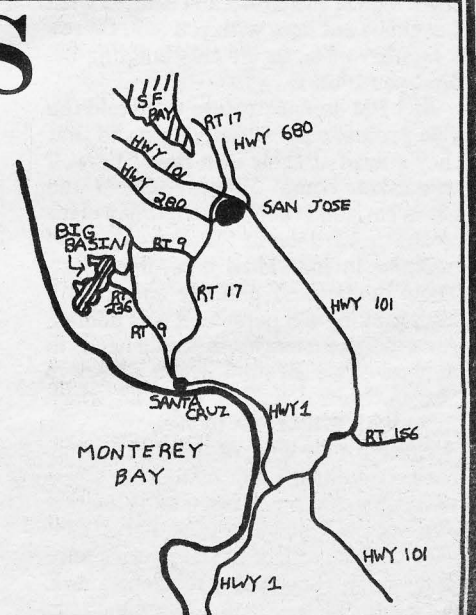 S
SF
BAY
RT 17
HWY 680
HWY 101
HWY 280
SAN JOSE
BIG
BASIN
RT 9
RT
236
RT 17
HWY 101
RT 9
SANTA
CRUZ
HWY 1
RT 156
MONTEREY
BAY
HWY 101
HWY 1